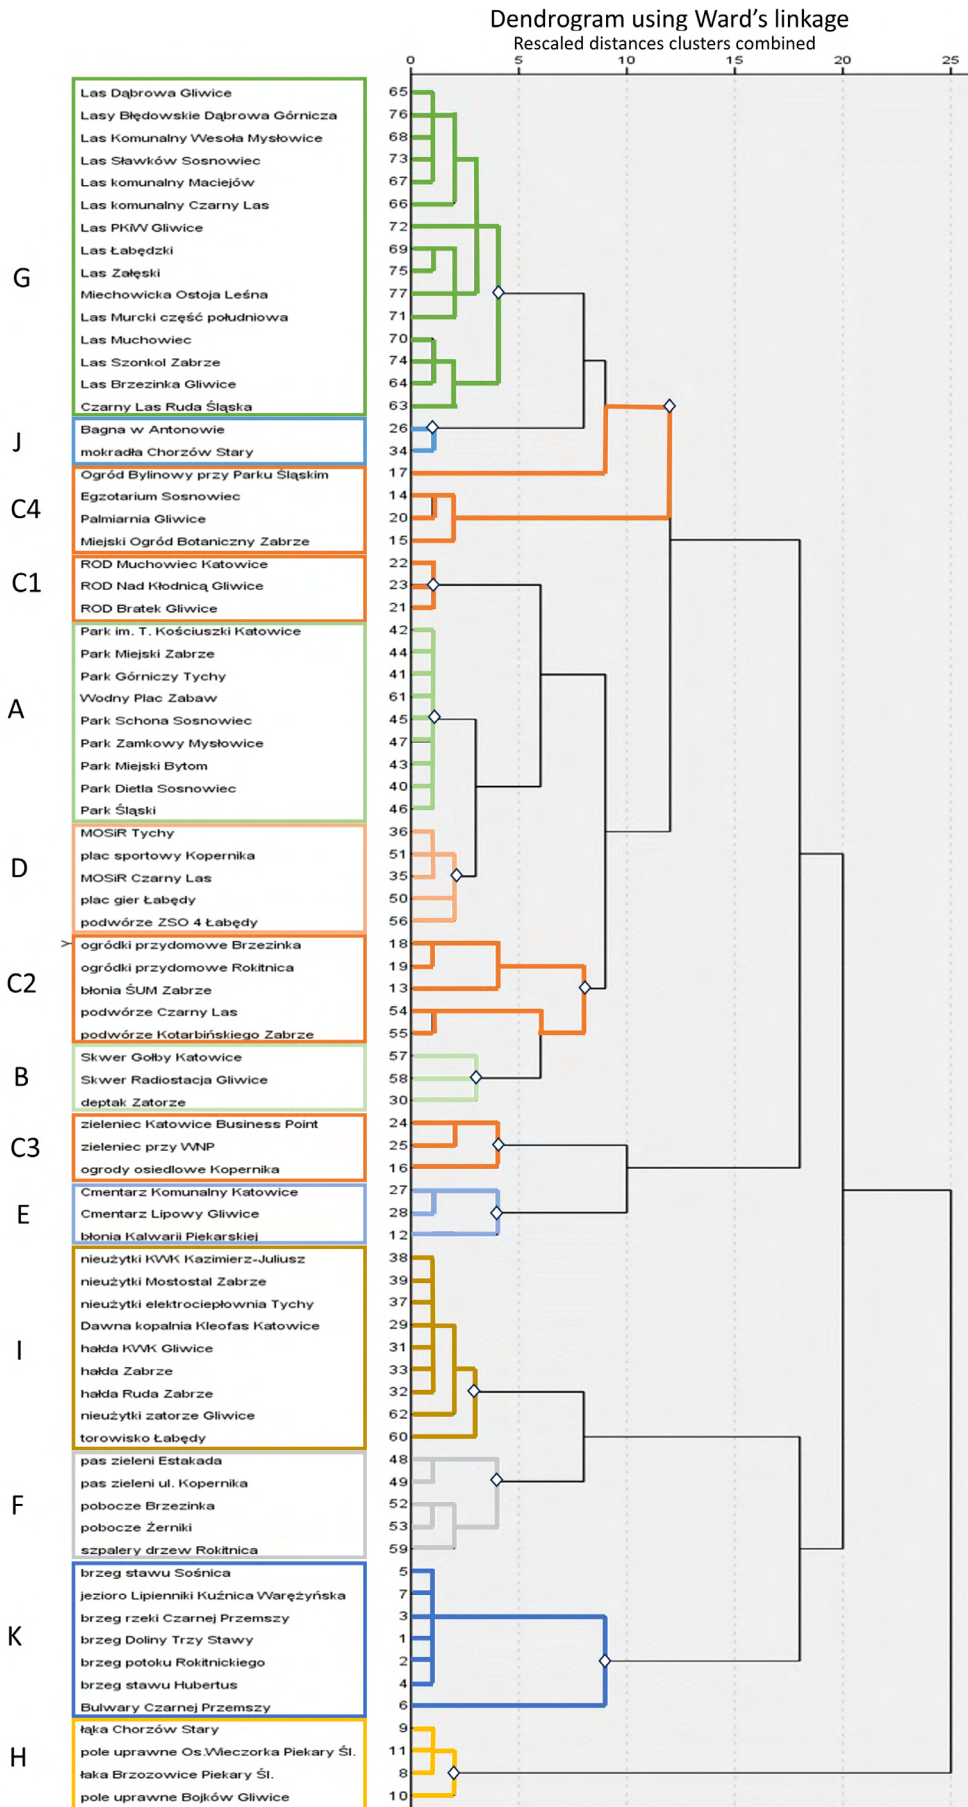 Dendrogram using Ward's linkage
Rescaled distances clusters combined
0 5 10 15 20 25
Las Dąbrowa Gliwice 65
Lasy Błędowskie Dąbrowa Górnicza 76
Las Komunalny Wesoła Mysłowice 68
Las Sławków Sosnowiec 73
Las komunalny Maciejów 67
Las komunalny Czarny Las 66
Las PKiW Gliwice 72
Las Łabędzki 69
G
Las Załęski 75
Miechowicka Ostoja Leśna 77
Las Murcki część południowa 71
Las Muchowiec 70
Las Szonkol Zabrze 74
Las Brzezinka Gliwice 64
Czarny Las Ruda Śląska 63
J
Bagna w Antonowie 26
mokradła Chorzów Stary 34
Ogród Bylinowy przy Parku Śląskim 17
C4
Egzotarium Sosnowiec 14
Palmiarnia Gliwice 20
Miejski Ogród Botaniczny Zabrze 15
C1
ROD Muchowiec Katowice 22
ROD Nad Kłodnicą Gliwice 23
ROD Bratek Gliwice 21
Park im. T. Kościuszki Katowice 42
Park Miejski Zabrze 44
Park Górniczy Tychy 41
Wodny Plac Zabaw 61
A
Park Schona Sosnowiec 45
Park Zamkowy Mysłowice 47
Park Miejski Bytom 43
Park Dietla Sosnowiec 40
Park Śląski 46
MOSiR Tychy 36
plac sportowy Kopernika 51
D
MOSiR Czarny Las 35
plac gier Łabędy 50
podwórze ZSO 4 Łabędy 56
ogródki przydomowe Brzezinka 18
ogródki przydomowe Rokitnica 19
C2
błonia ŚUM Zabrze 13
podwórze Czarny Las 54
podwórze Kotarbińskiego Zabrze 55
Skwer Gołby Katowice 57
B
Skwer Radiostacja Gliwice 58
deptak Zatorze 30
zieleniec Katowice Business Point 24
C3
zieleniec przy WNP 25
ogrody osiedlowe Kopernika 16
Cmentarz Komunalny Katowice 27
E
Cmentarz Lipowy Gliwice 28
błonia Kalwarii Piekarskiej 12
nieużytki KWK Kazimierz-Juliusz 38
nieużytki Mostostal Zabrze 39
nieużytki elektrociepłownia Tychy 37
Dawna kopalnia Kleofas Katowice 29
I
hałda KWK Gliwice 31
hałda Zabrze 33
hałda Ruda Zabrze 32
nieużytki zatorze Gliwice 62
torowisko Łabędy 60
pas zieleni Estakada 48
pas zieleni ul. Kopernika 49
F
pobocze Brzezinka 52
pobocze Żerniki 53
szpalery drzew Rokitnica 59
brzeg stawu Sośnica 5
jezioro Lipienniki Kuźnica Warężyńska 7
brzeg rzeki Czarnej Przemszy 3
K
brzeg Doliny Trzy Stawy 1
brzeg potoku Rokitnickiego 2
brzeg stawu Hubertus 4
Bulwary Czarnej Przemszy 6
łąka Chorzów Stary 9
H
pole uprawne Os.Wieczorka Piekary Śl. 11
łaka Brzozowice Piekary Śl. 8
pole uprawne Bojków Gliwice 10